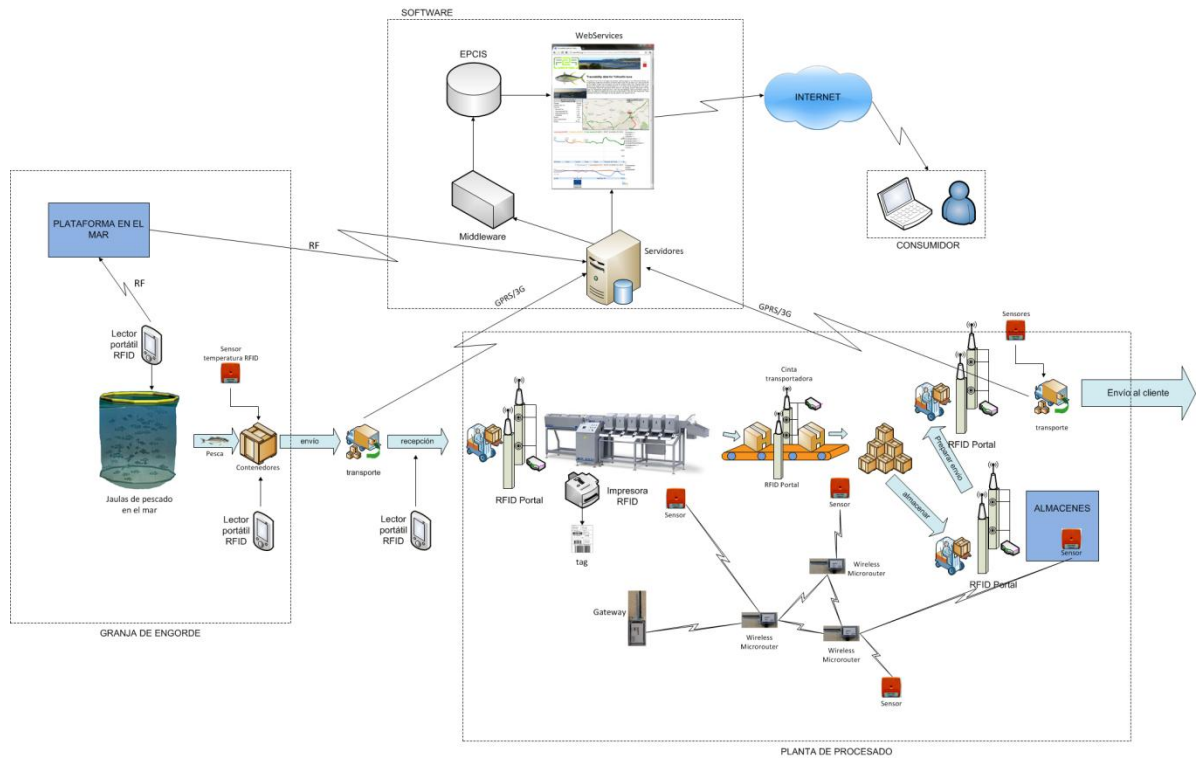 SOFTWARE
WebServices
EPCIS
INTERNET
PLATAFORMA EN EL
MAR
Middleware
Servidores
CONSUMIDOR
RF
RF
GPRS/3G
GPRS/3G
Lector
portátil
RFID
Sensor
temperatura RFID
Sensores
Cinta
transportadora
Envío al cliente
Pesca
Contenedores
envío
transporte
recepción
transporte
RFID Portal
Jaulas de pescado
en el mar
RFID Portal
Impresora
RFID
RFID Portal
Preparar envío
almacenar
ALMACENES
Sensor
Sensor
Sensor
Lector
portátil
RFID
Lector
portátil
RFID
tag
RFID Portal
Wireless
Microrouter
Gateway
Wireless
Microrouter
Wireless
Microrouter
Sensor
GRANJA DE ENGORDE
PLANTA DE PROCESADO